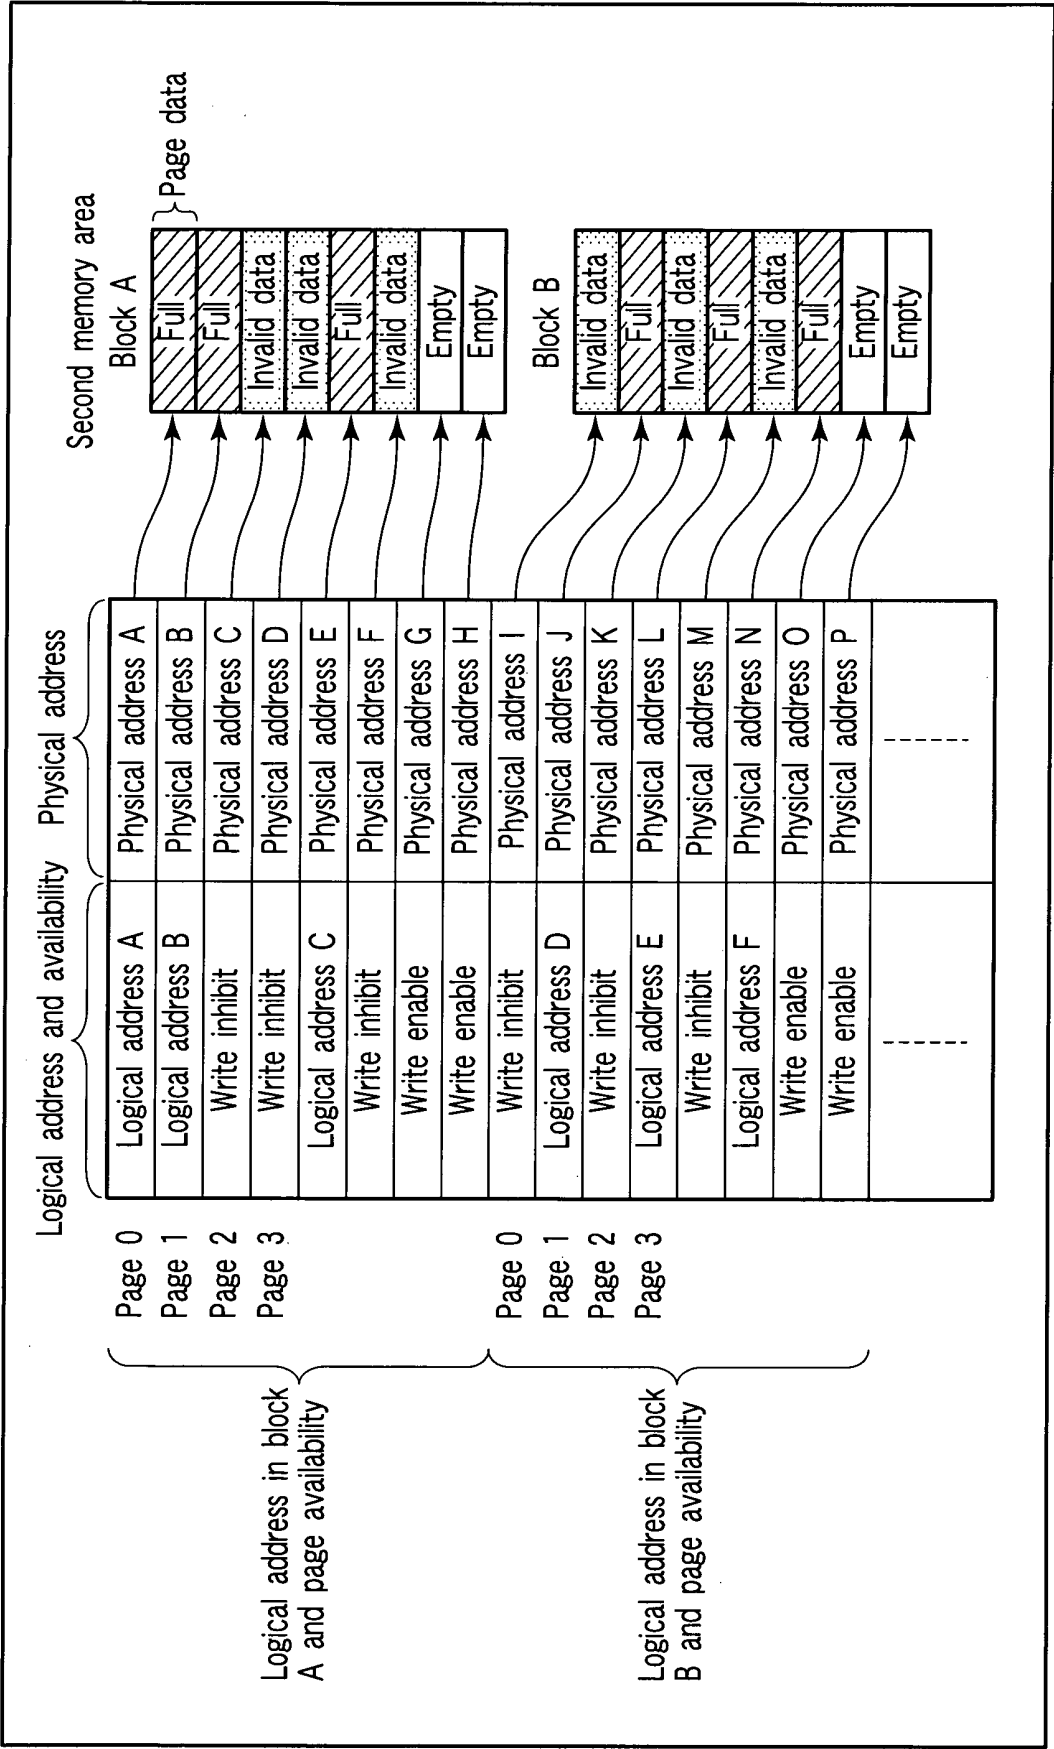 Logical address and availability
Physical address
Second memory area
Block A
Page data
Page 0
Logical address A
Physical address A
Full
Page 1
Logical address B
Physical address B
Full
Page 2
Write inhibit
Physical address C
Invalid data
Page 3
Write inhibit
Physical address D
Invalid data
Logical address C
Physical address E
Full
Write inhibit
Physical address F
Invalid data
Write enable
Physical address G
Empty
Write enable
Physical address H
Empty
Logical address in block
A and page availability
Block B
Page 0
Write inhibit
Physical address I
Invalid data
Page 1
Logical address D
Physical address J
Full
Page 2
Write inhibit
Physical address K
Invalid data
Page 3
Logical address E
Physical address L
Full
Write inhibit
Physical address M
Invalid data
Logical address F
Physical address N
Full
Write enable
Physical address O
Empty
Write enable
Physical address P
Empty
Logical address in block
B and page availability